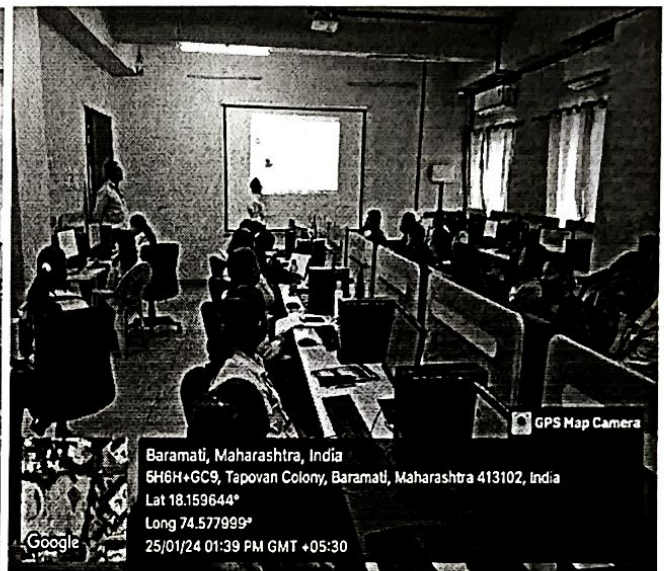 GPS Map Camera
Baramati, Maharashtra, India
6H6H+GC9, Tapovan Colony, Baramati, Maharashtra 413102, India
Lat 18.159644°
Long 74.577999°
25/01/24 01:39 PM GMT +05:30
Google